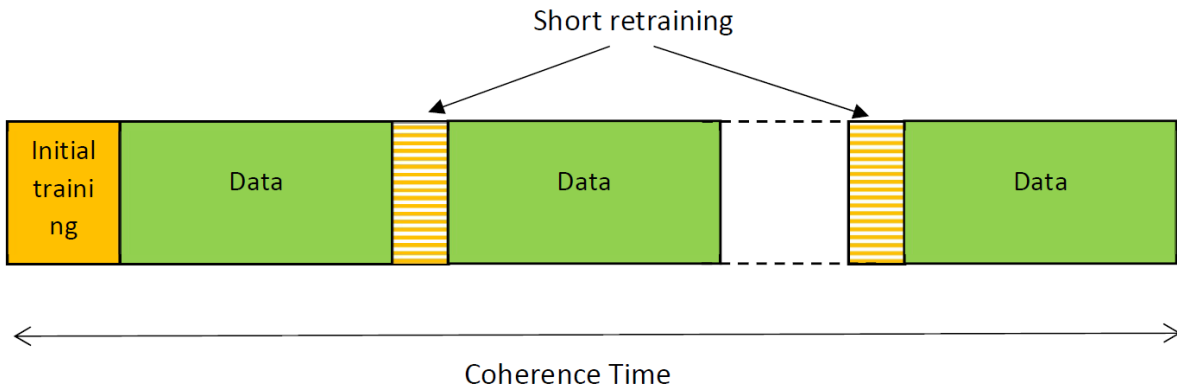 Short retraining
Initial
traini
ng
Data
Data
Data
Coherence Time